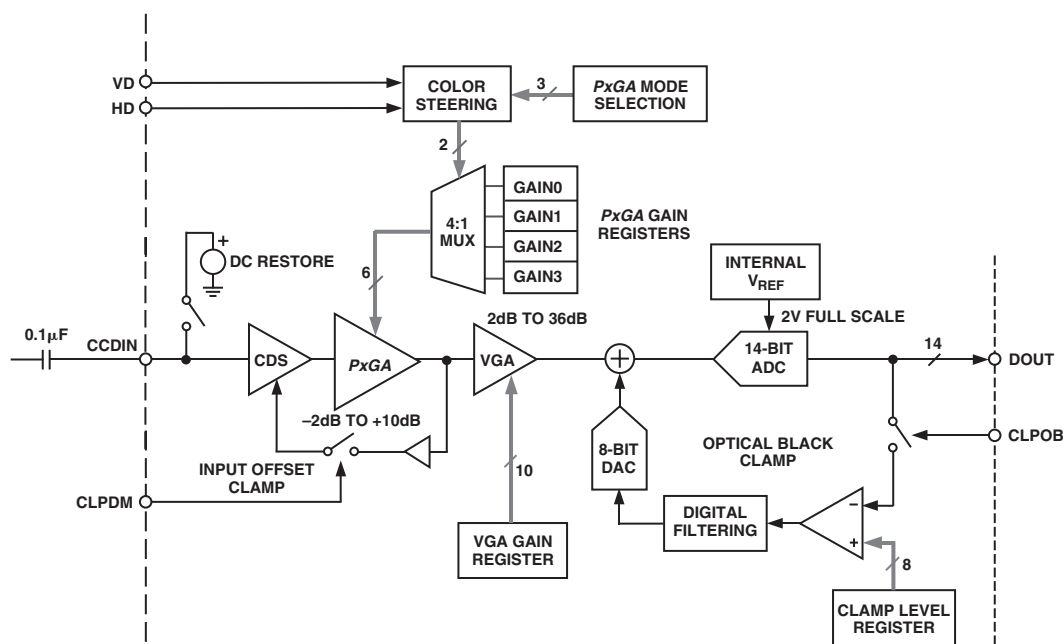 VD
HD
COLOR
STEERING
3
PxGA MODE
SELECTION
2
4:1
MUX
GAIN0
GAIN1
GAIN2
GAIN3
PxGA GAIN
REGISTERS
+
DC RESTORE
6
INTERNAL
VREF
2dB TO 36dB
2V FULL SCALE
0.1μF
CCDIN
CDS
PxGA
VGA
+
14-BIT
ADC
14
DOUT
–2dB TO +10dB
INPUT OFFSET
CLAMP
CLPDM
10
VGA GAIN
REGISTER
8-BIT
DAC
OPTICAL BLACK
CLAMP
CLPOB
DIGITAL
FILTERING
–
+
8
CLAMP LEVEL
REGISTER